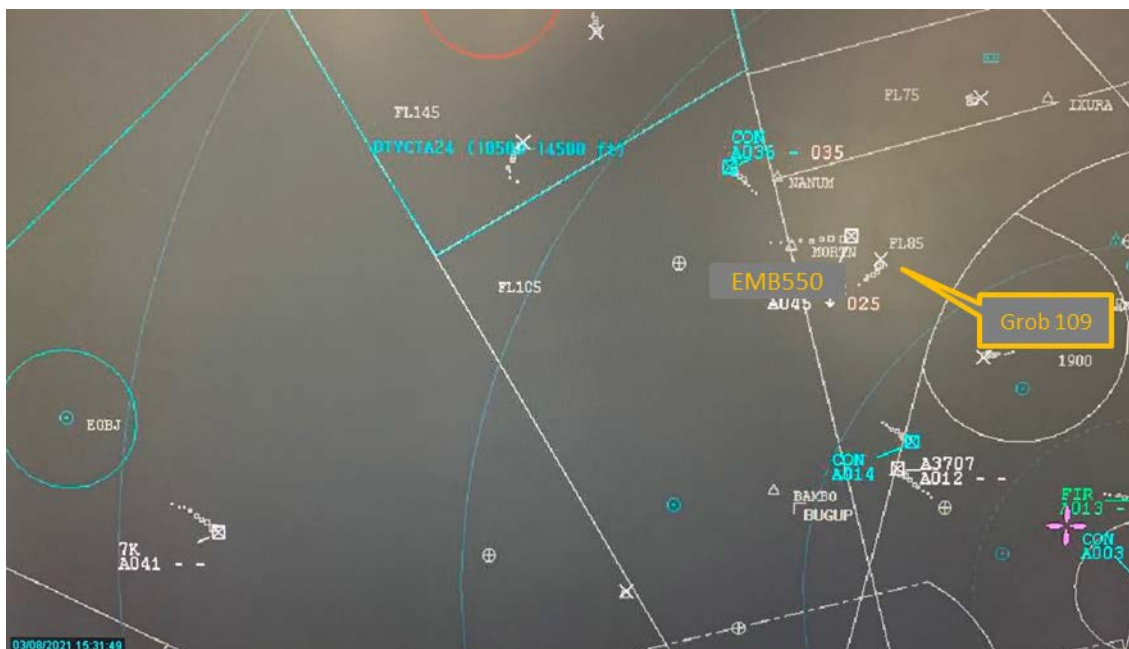 FL145
DTYCTA24 (10500-14500 ft)
CON
A036 - 035
NANUM
FL75
IXURA
MORTN
FL85
EMB550
A045 ↓ 025
Grob 109
FL105
1900
EGBJ
CON
A014
A3707
A012 - -
BAMBO
BUGUP
FIR
A013 -
CON
A003
7K
A041 - -
03/08/2021 15:31:49